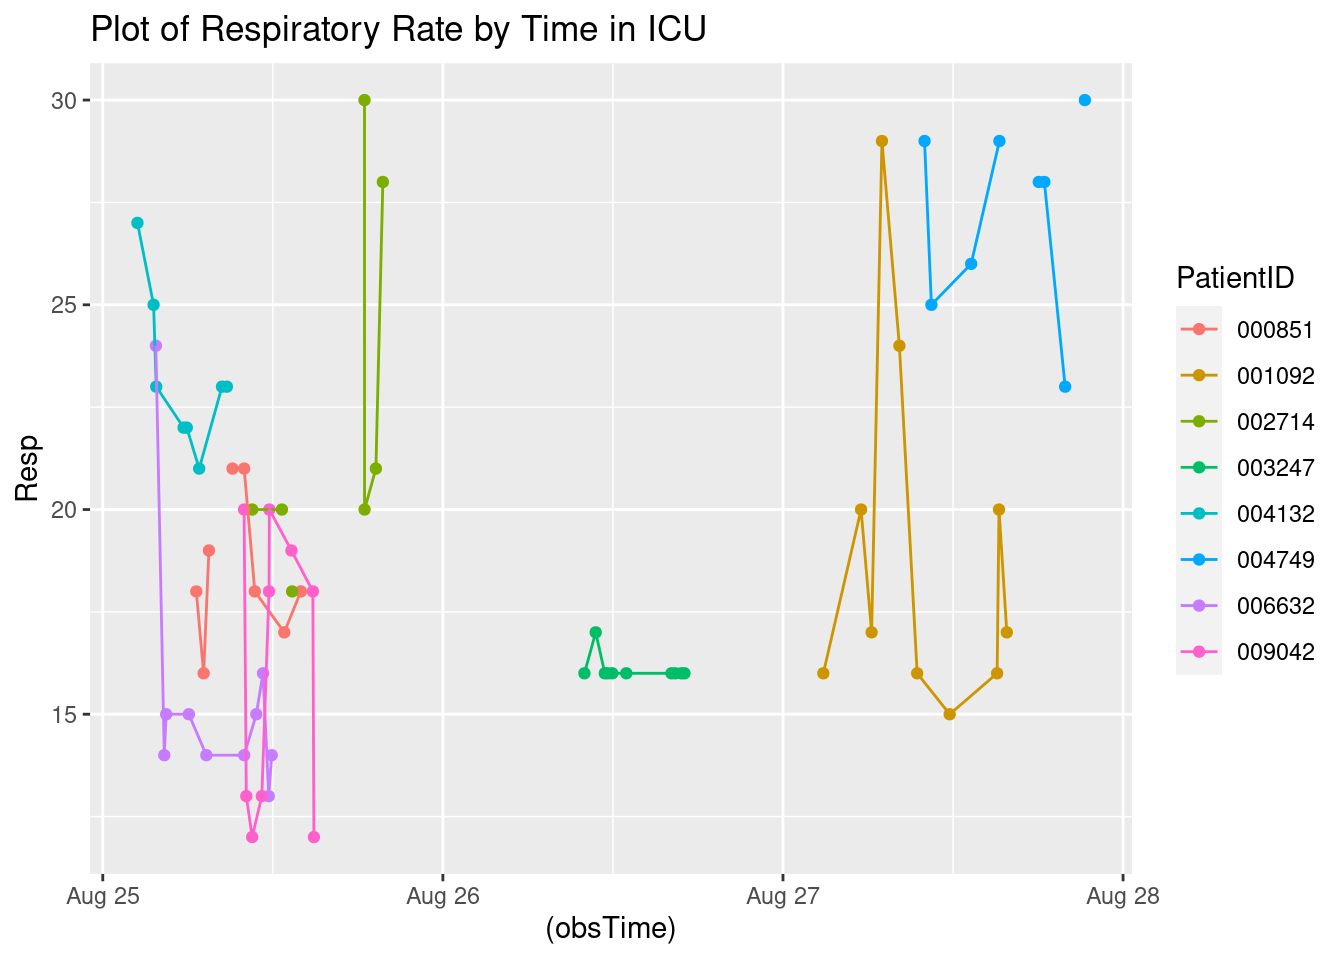 Plot of Respiratory Rate by Time in ICU
30
25
20
15
Resp
Aug 25
Aug 26
Aug 27
Aug 28
(obsTime)
PatientID
000851
001092
002714
003247
004132
004749
006632
009042